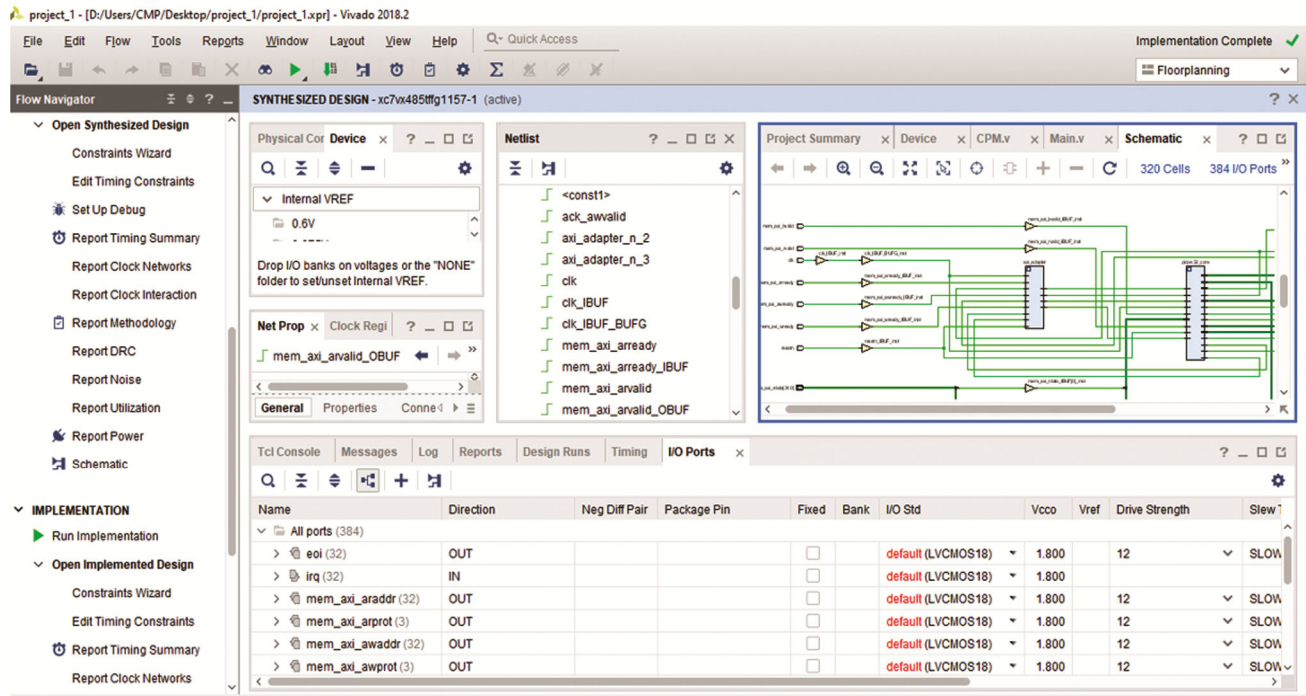 project_1 - [D:/Users/CMP/Desktop/project_1/project_1.xpr] - Vivado 2018.2
File Edit Flow Tools Reports Window Layout View Help Quick Access
Implementation Complete
Floorplanning
Flow Navigator
SYNTHESIZED DESIGN - xc7vx485tffg1157-1 (active)
Open Synthesized Design
Constraints Wizard
Edit Timing Constraints
Set Up Debug
Report Timing Summary
Report Clock Networks
Report Clock Interaction
Report Methodology
Report DRC
Report Noise
Report Utilization
Report Power
Schematic
IMPLEMENTATION
Run Implementation
Open Implemented Design
Constraints Wizard
Edit Timing Constraints
Report Timing Summary
Report Clock Networks
Physical Cor Device
Internal VREF
0.6V
Drop I/O banks on voltages or the "NONE"
folder to set/unset Internal VREF.
Net Prop Clock Regi
mem_axi_arvalid_OBUF
General Properties Conne
Netlist
<const1>
ack_awvalid
axi_adapter_n_2
axi_adapter_n_3
clk
clk_IBUF
clk_IBUF_BUFG
mem_axi_arready
mem_axi_arready_IBUF
mem_axi_arvalid
mem_axi_arvalid_OBUF
Project Summary Device CPM.v Main.v Schematic
320 Cells 384 I/O Ports
Tcl Console Messages Log Reports Design Runs Timing I/O Ports
Name Direction Neg Diff Pair Package Pin Fixed Bank I/O Std Vcco Vref Drive Strength Slew T
All ports (384)
eoi (32) OUT default (LVCMOS18) 1.800 12 SLOW
irq (32) IN default (LVCMOS18) 1.800
mem_axi_araddr (32) OUT default (LVCMOS18) 1.800 12 SLOW
mem_axi_arprot (3) OUT default (LVCMOS18) 1.800 12 SLOW
mem_axi_awaddr (32) OUT default (LVCMOS18) 1.800 12 SLOW
mem_axi_awprot (3) OUT default (LVCMOS18) 1.800 12 SLOW